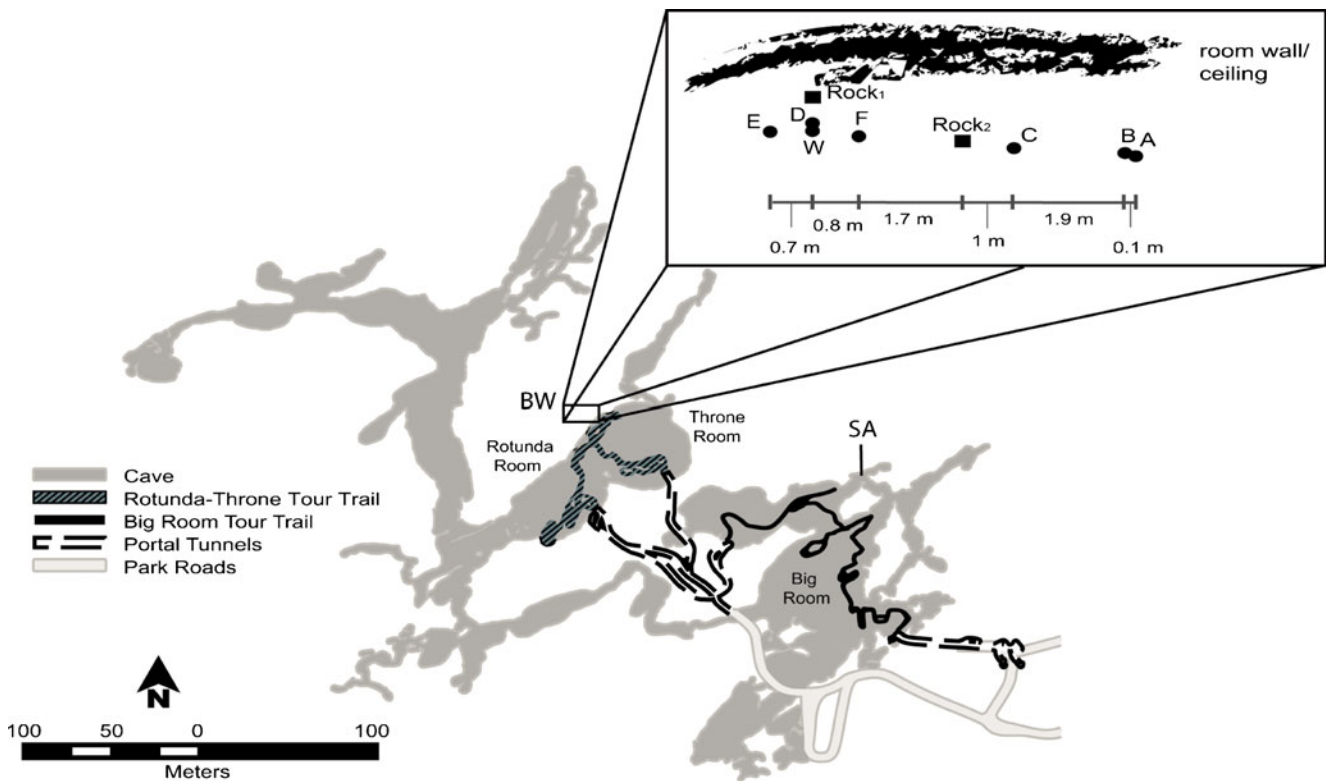 room wall/
ceiling
Rock1
D
E
F
Rock2
C
B
A
W
0.8 m
1.7 m
1.9 m
0.7 m
1 m
0.1 m
BW
Throne
Room
Rotunda
Room
SA
Cave
Rotunda-Throne Tour Trail
Big Room Tour Trail
Portal Tunnels
Park Roads
Big
Room
N
100 50 0 100
Meters